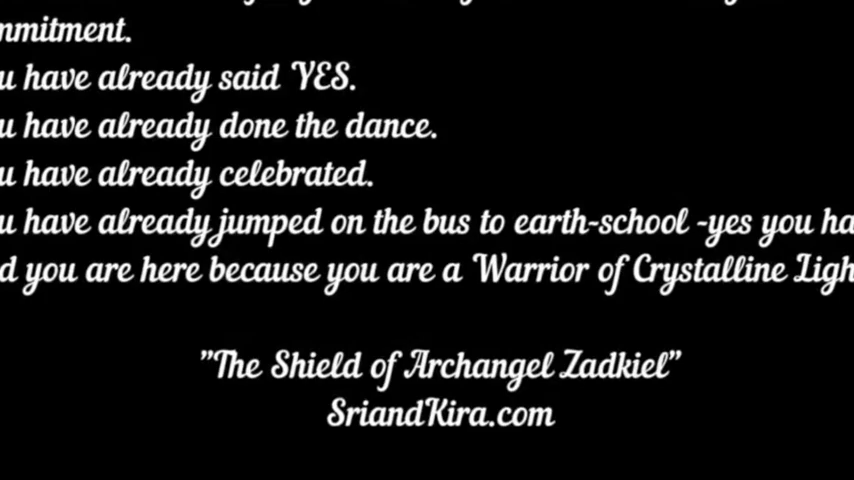 mmitment.
u have already said YES.
u have already done the dance.
u have already celebrated.
u have already jumped on the bus to earth-school -yes you ha
d you are here because you are a Warrior of Crystalline Ligh
"The Shield of Archangel Zadkiel"
SriandKira.com